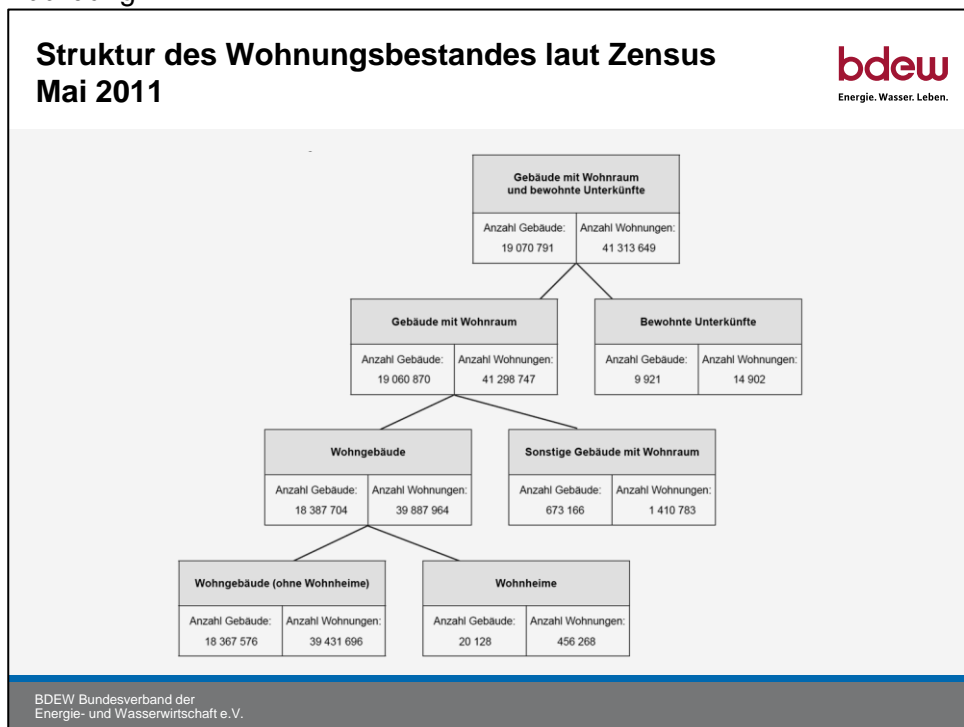 Struktur des Wohnungsbestandes laut Zensus
Mai 2011
bdew
Energie. Wasser. Leben.
Gebäude mit Wohnraum
und bewohnte Unterkünfte
Anzahl Gebäude: Anzahl Wohnungen:
19 070 791 41 313 649
Gebäude mit Wohnraum Bewohnte Unterkünfte
Anzahl Gebäude: Anzahl Wohnungen: Anzahl Gebäude: Anzahl Wohnungen:
19 060 870 41 298 747 9 921 14 902
Wohngebäude Sonstige Gebäude mit Wohnraum
Anzahl Gebäude: Anzahl Wohnungen: Anzahl Gebäude: Anzahl Wohnungen:
18 387 704 39 887 964 673 166 1 410 783
Wohngebäude (ohne Wohnheime) Wohnheime
Anzahl Gebäude: Anzahl Wohnungen: Anzahl Gebäude: Anzahl Wohnungen:
18 367 576 39 431 696 20 128 456 268
BDEW Bundesverband der
Energie- und Wasserwirtschaft e.V.